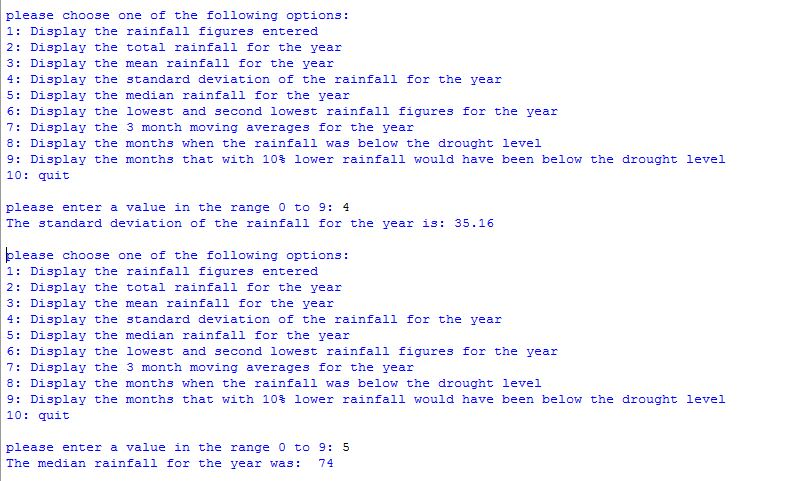 please choose one of the following options:
1: Display the rainfall figures entered
2: Display the total rainfall for the year
3: Display the mean rainfall for the year
4: Display the standard deviation of the rainfall for the year
5: Display the median rainfall for the year
6: Display the lowest and second lowest rainfall figures for the year
7: Display the 3 month moving averages for the year
8: Display the months when the rainfall was below the drought level
9: Display the months that with 10% lower rainfall would have been below the drought level
10: quit
please enter a value in the range 0 to 9: 4
The standard deviation of the rainfall for the year is: 35.16
please choose one of the following options:
1: Display the rainfall figures entered
2: Display the total rainfall for the year
3: Display the mean rainfall for the year
4: Display the standard deviation of the rainfall for the year
5: Display the median rainfall for the year
6: Display the lowest and second lowest rainfall figures for the year
7: Display the 3 month moving averages for the year
8: Display the months when the rainfall was below the drought level
9: Display the months that with 10% lower rainfall would have been below the drought level
10: quit
please enter a value in the range 0 to 9: 5
The median rainfall for the year was:  74